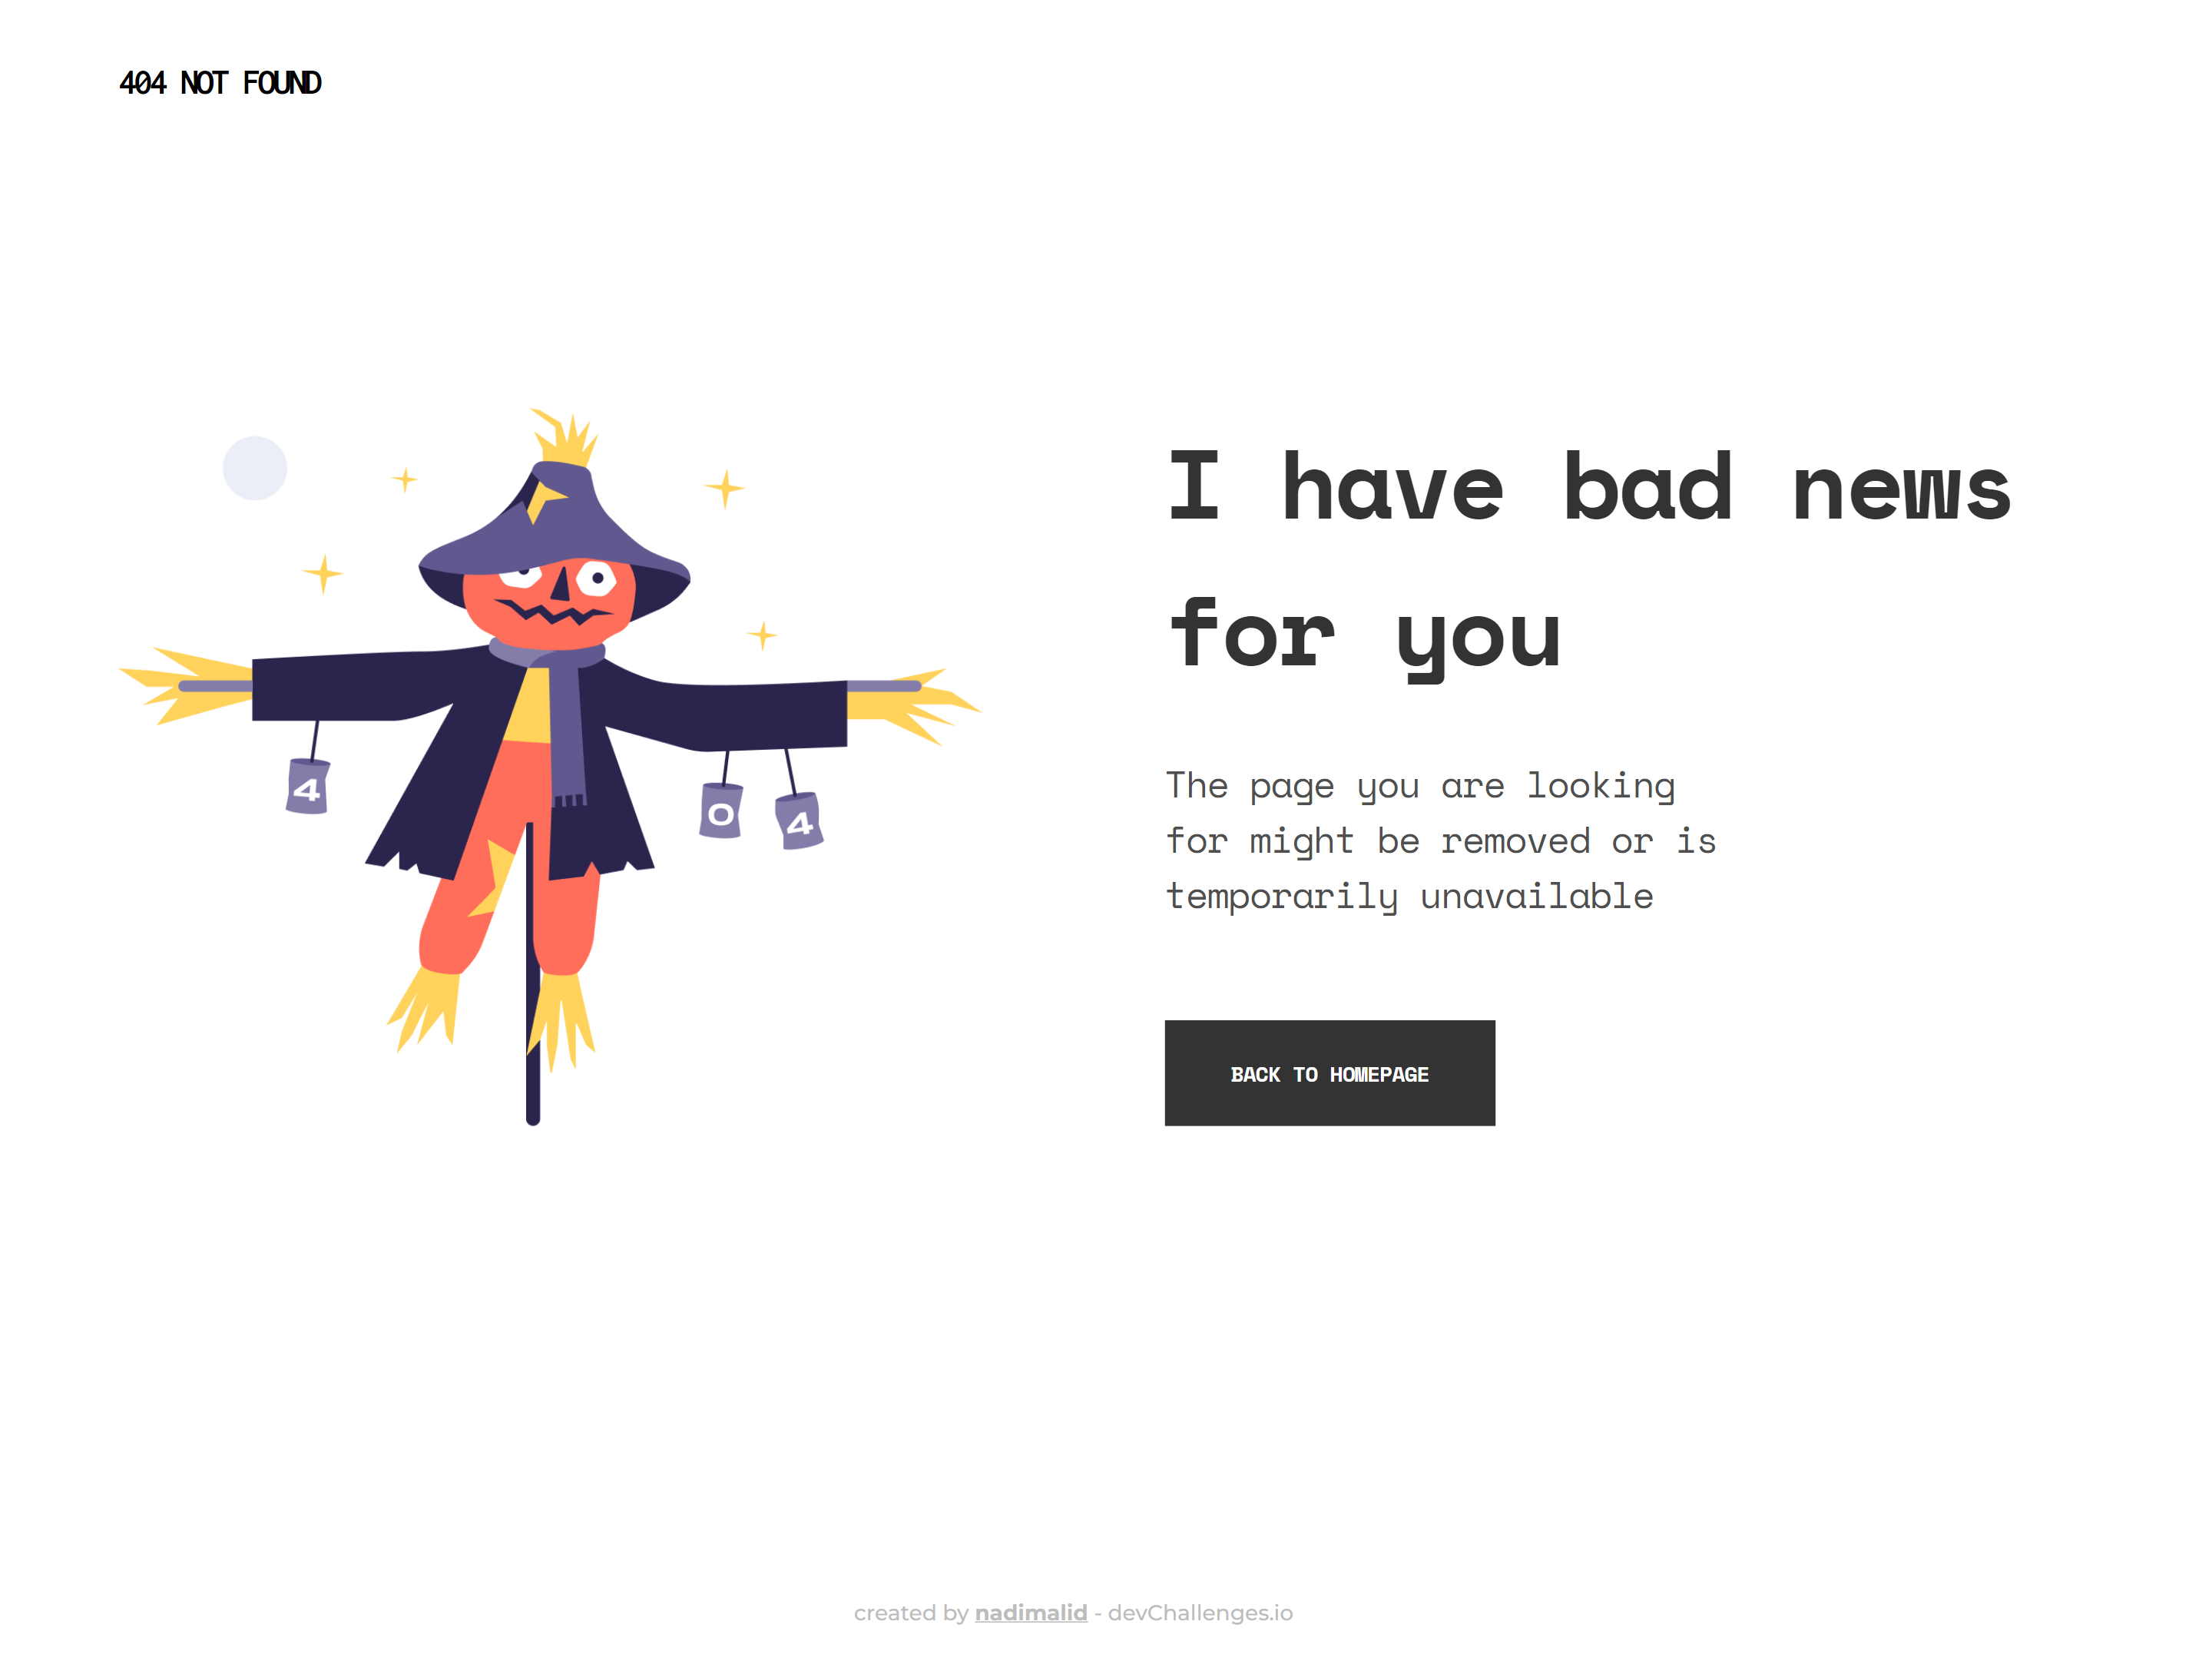 404 NOT FOUND
I have bad news
for you
4
0
4
The page you are looking
for might be removed or is
temporarily unavailable
BACK TO HOMEPAGE
created by nadimalid - devChallenges.io